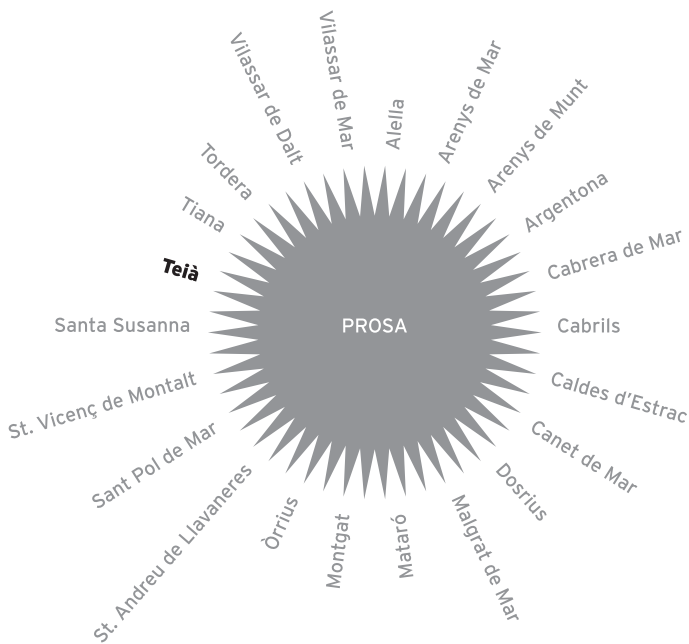 Alella
Arenys de Mar
Arenys de Munt
Argentona
Cabrera de Mar
Cabrils
Caldes d'Estrac
Canet de Mar
Dosrius
Malgrat de Mar
Mataró
Montgat
Òrrius
St. Andreu de Llavaneres
Sant Pol de Mar
St. Vicenç de Montalt
Santa Susanna
Teià
Tiana
Tordera
Vilassar de Dalt
Vilassar de Mar
PROSA